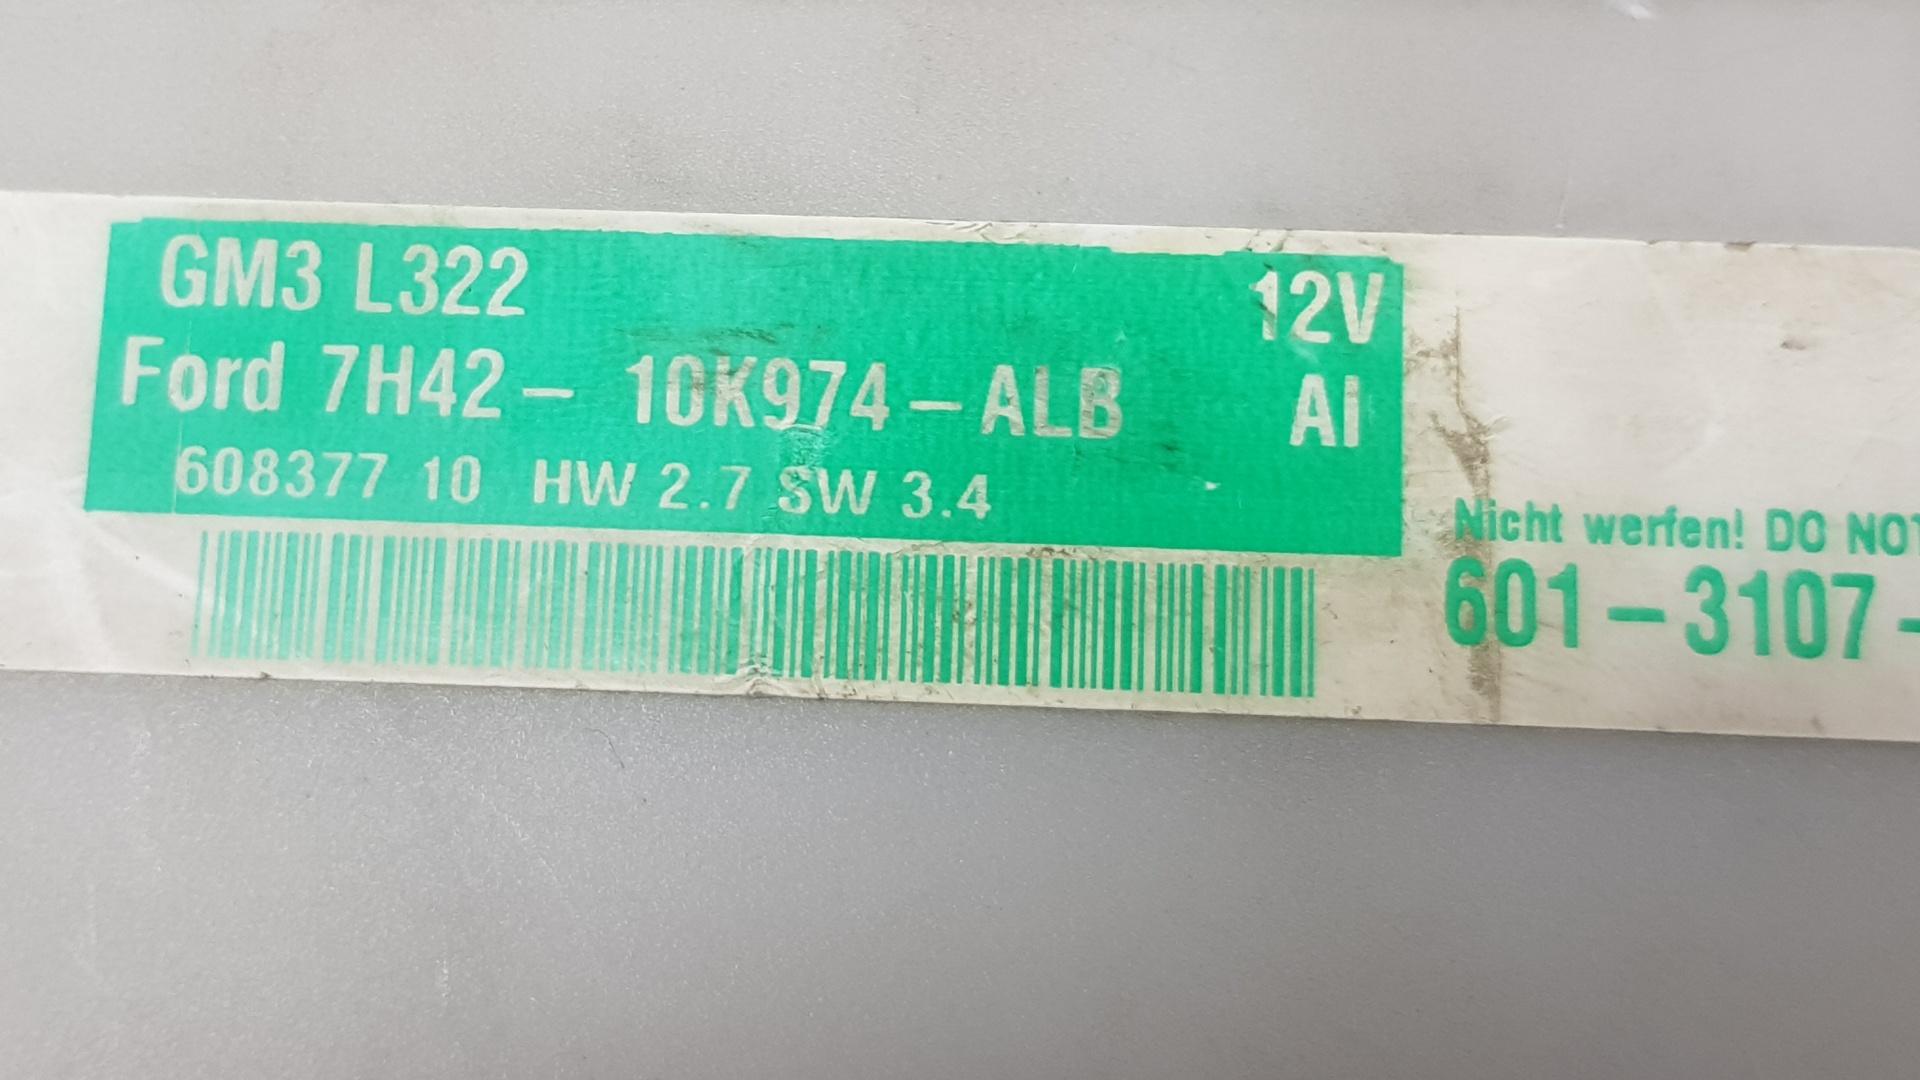 GM3 L322 12V
Ford 7H42- 10K974-ALB AI
608377 10 HW 2.7 SW 3.4
Nicht werfen! DO NOT
601-3107-